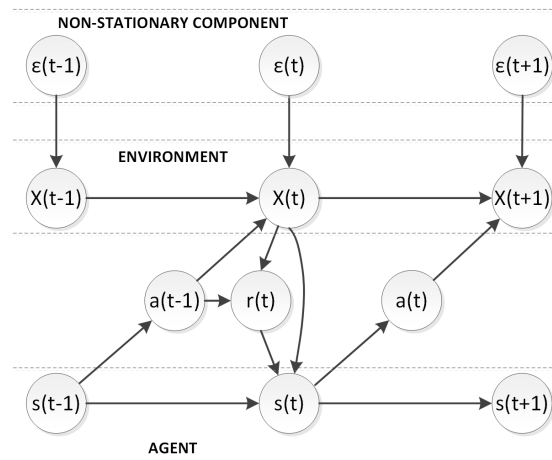 NON-STATIONARY COMPONENT
ε(t-1) ε(t) ε(t+1)
ENVIRONMENT
X(t-1) X(t) X(t+1)
a(t-1) r(t) a(t)
s(t-1) s(t) s(t+1)
AGENT